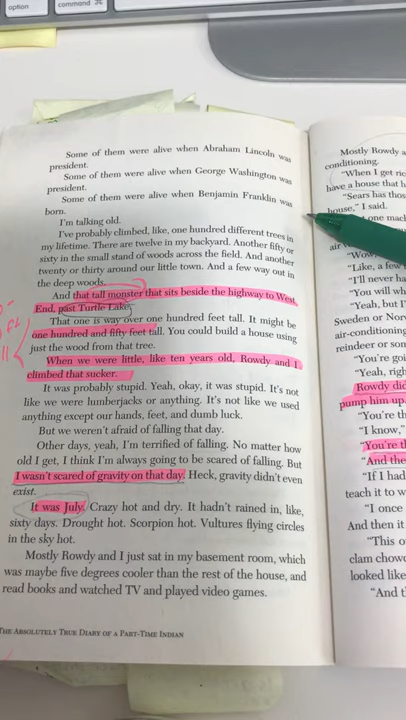 option
command ⌘
Some of them were alive when Abraham Lincoln was
president.
Some of them were alive when George Washington was
president.
Some of them were alive when Benjamin Franklin was
born.
I'm talking old.
I've probably climbed, like, one hundred different trees in
my lifetime. There are twelve in my backyard. Another fifty or
sixty in the small stand of woods across the field. And another
twenty or thirty around our little town. And a few way out in
the deep woods.
And that tall monster that sits beside the highway to West
End, past Turtle Lake.
That one is way over one hundred feet tall. It might be
one hundred and fifty feet tall. You could build a house using
just the wood from that tree.
When we were little, like ten years old, Rowdy and I
climbed that sucker.
It was probably stupid. Yeah, okay, it was stupid. It's not
like we were lumberjacks or anything. It's not like we used
anything except our hands, feet, and dumb luck.
But we weren't afraid of falling that day.
Other days, yeah, I'm terrified of falling. No matter how
old I get, I think I'm always going to be scared of falling. But
I wasn't scared of gravity on that day. Heck, gravity didn't even
exist.
It was July. Crazy hot and dry. It hadn't rained in, like,
sixty days. Drought hot. Scorpion hot. Vultures flying circles
in the sky hot.
Mostly Rowdy and I just sat in my basement room, which
was maybe five degrees cooler than the rest of the house, and
read books and watched TV and played video games.
THE ABSOLUTELY TRUE DIARY OF A PART-TIME INDIAN
Mostly Rowdy a
conditioning.
"When I get ric
have a house that h
"Sears has thos
house," I said.
one mach
air
"Wow,
"Like, a few
"I'll never ha
"You will wh
"Yeah, but I'
Sweden or Nor
air-conditioning
reindeer or son
"You're goi
"Yeah, righ
Rowdy did
pump him up.
"You're th
"I know,"
"You're th
"And the
"If I had
teach it to w
"I once
And then it
"This o
clam chowe
looked like
"And t